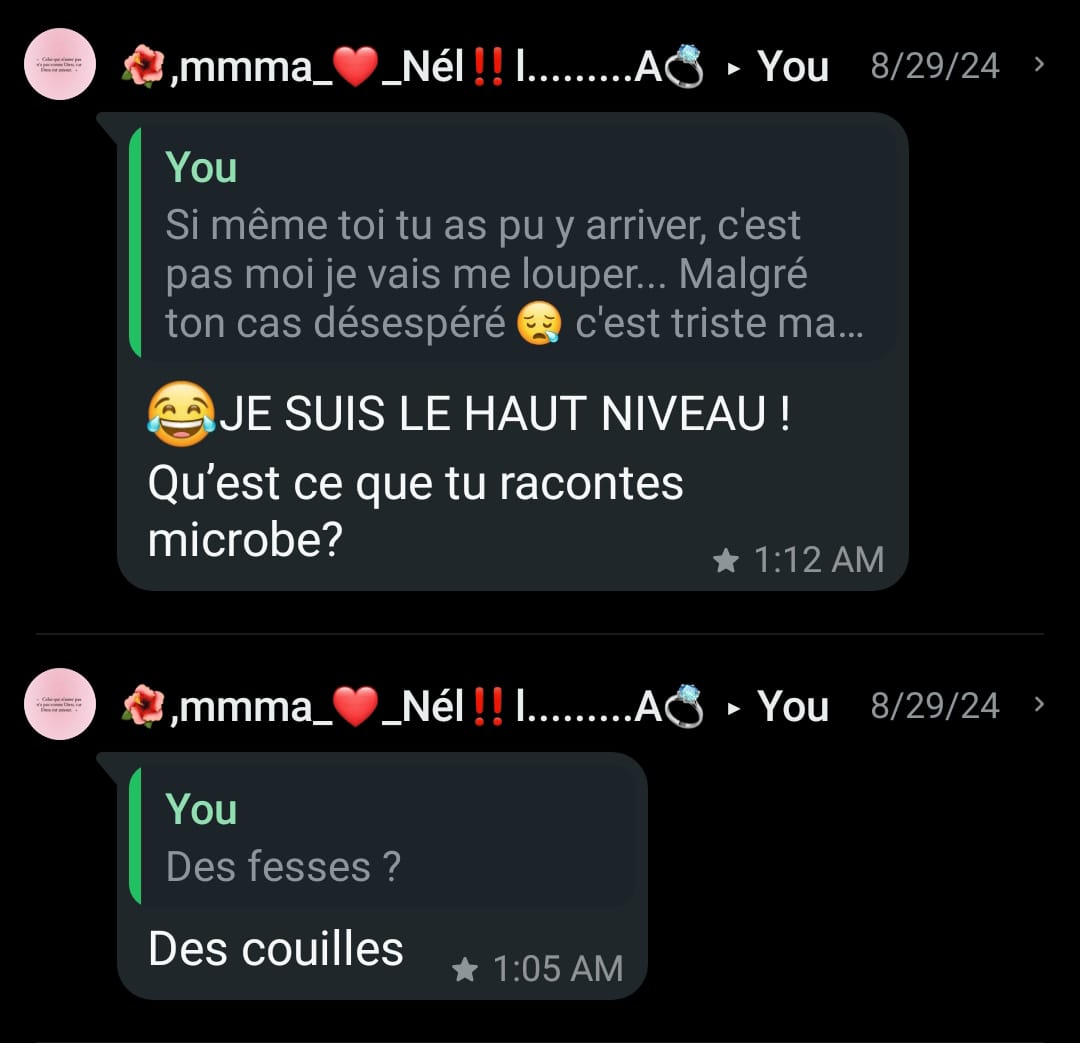 🌺,mmma_❤️_Nél‼️l.........A💍 ▸ You 8/29/24 ›
You
Si même toi tu as pu y arriver, c'est
pas moi je vais me louper... Malgré
ton cas désespéré 😪 c'est triste ma...
😂JE SUIS LE HAUT NIVEAU !
Qu’est ce que tu racontes
microbe?
★ 1:12 AM
🌺,mmma_❤️_Nél‼️l.........A💍 ▸ You 8/29/24 ›
You
Des fesses ?
Des couilles
★ 1:05 AM